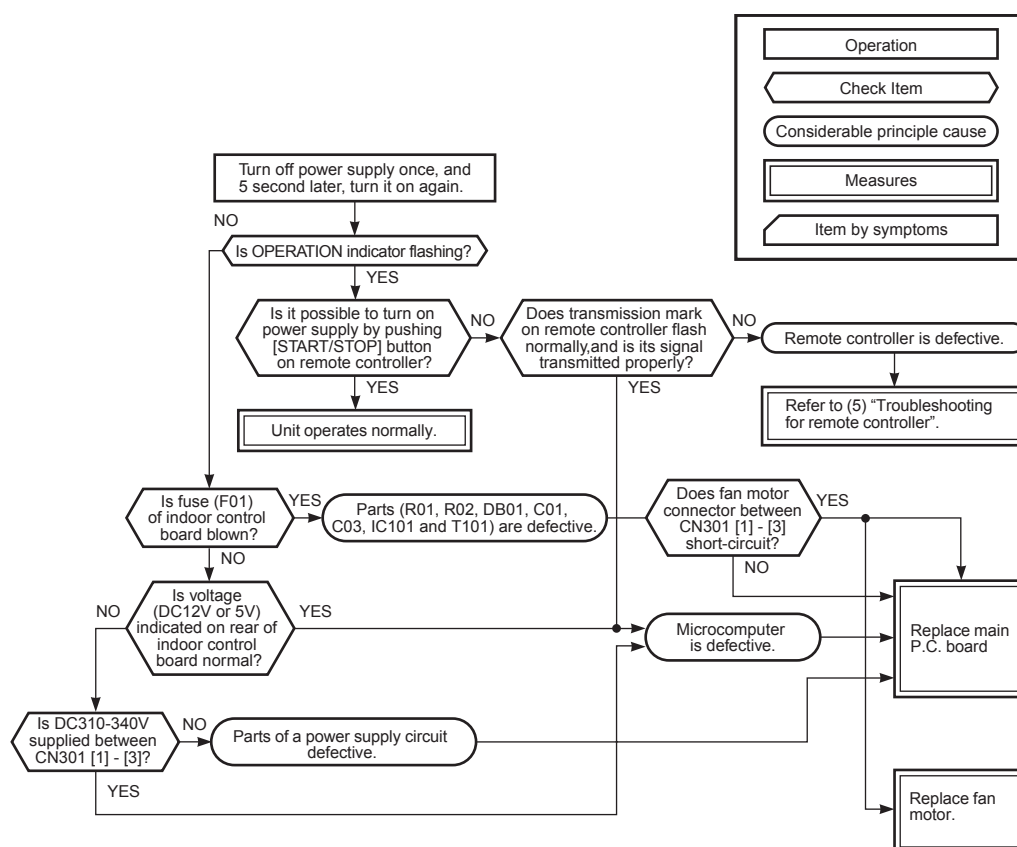 Operation
Check Item
Considerable principle cause
Measures
Item by symptoms
Turn off power supply once, and
5 second later, turn it on again.
NO
Is OPERATION indicator flashing?
YES
Is it possible to turn on
power supply by pushing
[START/STOP] button
on remote controller?
NO
Does transmission mark
on remote controller flash
normally,and is its signal
transmitted properly?
NO
Remote controller is defective.
YES
YES
Unit operates normally.
Refer to (5) “Troubleshooting
for remote controller”.
Is fuse (F01)
of indoor control
board blown?
YES
Parts (R01, R02, DB01, C01,
C03, IC101 and T101) are defective.
Does fan motor
connector between
CN301 [1] - [3]
short-circuit?
YES
NO
NO
Is voltage
(DC12V or 5V)
indicated on rear of
indoor control
board normal?
NO
YES
Microcomputer
is defective.
Replace main
P.C. board
Is DC310-340V
supplied between
CN301 [1] - [3]?
NO
Parts of a power supply circuit
defective.
YES
Replace fan
motor.